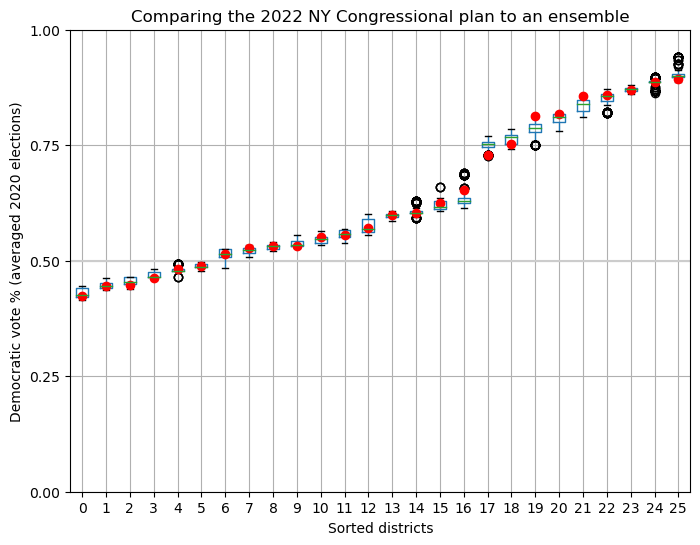 Comparing the 2022 NY Congressional plan to an ensemble
1.00
0.75
0.50
0.25
0.00
Democratic vote % (averaged 2020 elections)
0 1 2 3 4 5 6 7 8 9 10 11 12 13 14 15 16 17 18 19 20 21 22 23 24 25
Sorted districts